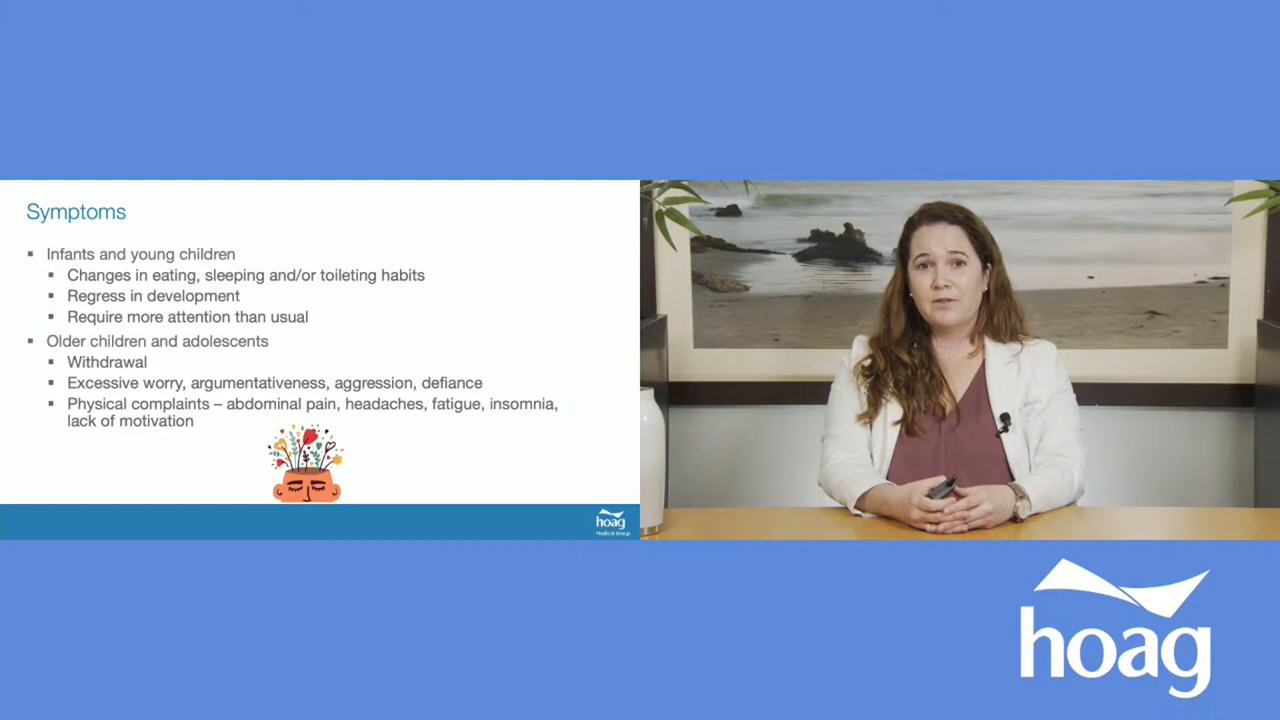 Symptoms
▪ Infants and young children
▪ Changes in eating, sleeping and/or toileting habits
▪ Regress in development
▪ Require more attention than usual
▪ Older children and adolescents
▪ Withdrawal
▪ Excessive worry, argumentativeness, aggression, defiance
▪ Physical complaints – abdominal pain, headaches, fatigue, insomnia,
lack of motivation
hoag
Medical Group
hoag